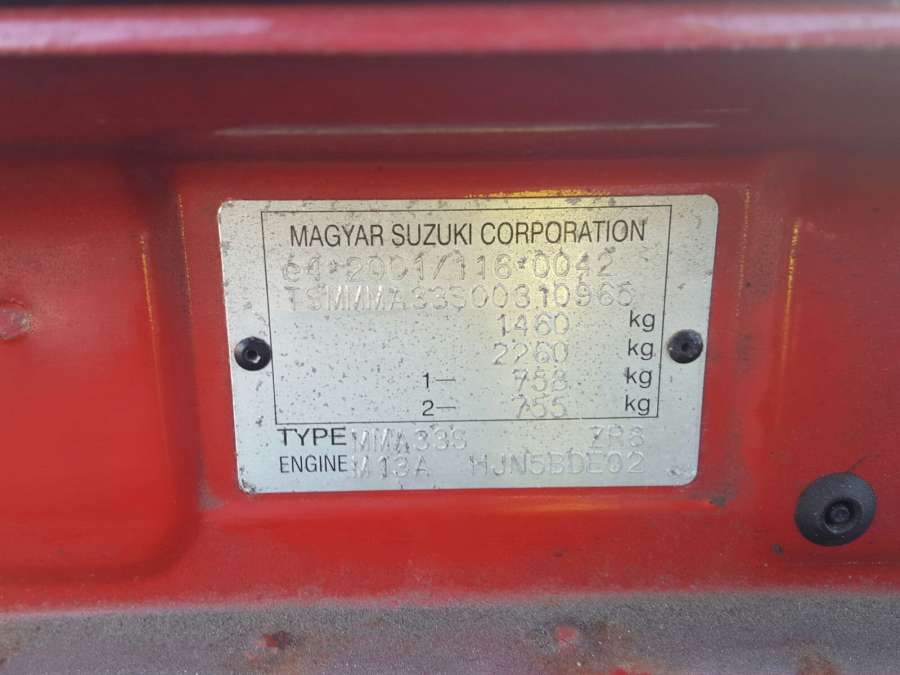 MAGYAR SUZUKI CORPORATION
e4*2001/116*0042
TSMMMA33S00310965
1460 kg
2260 kg
1— 758 kg
2— 755 kg
TYPE MMA33S ZR6
ENGINE M13A HJN5BDE02